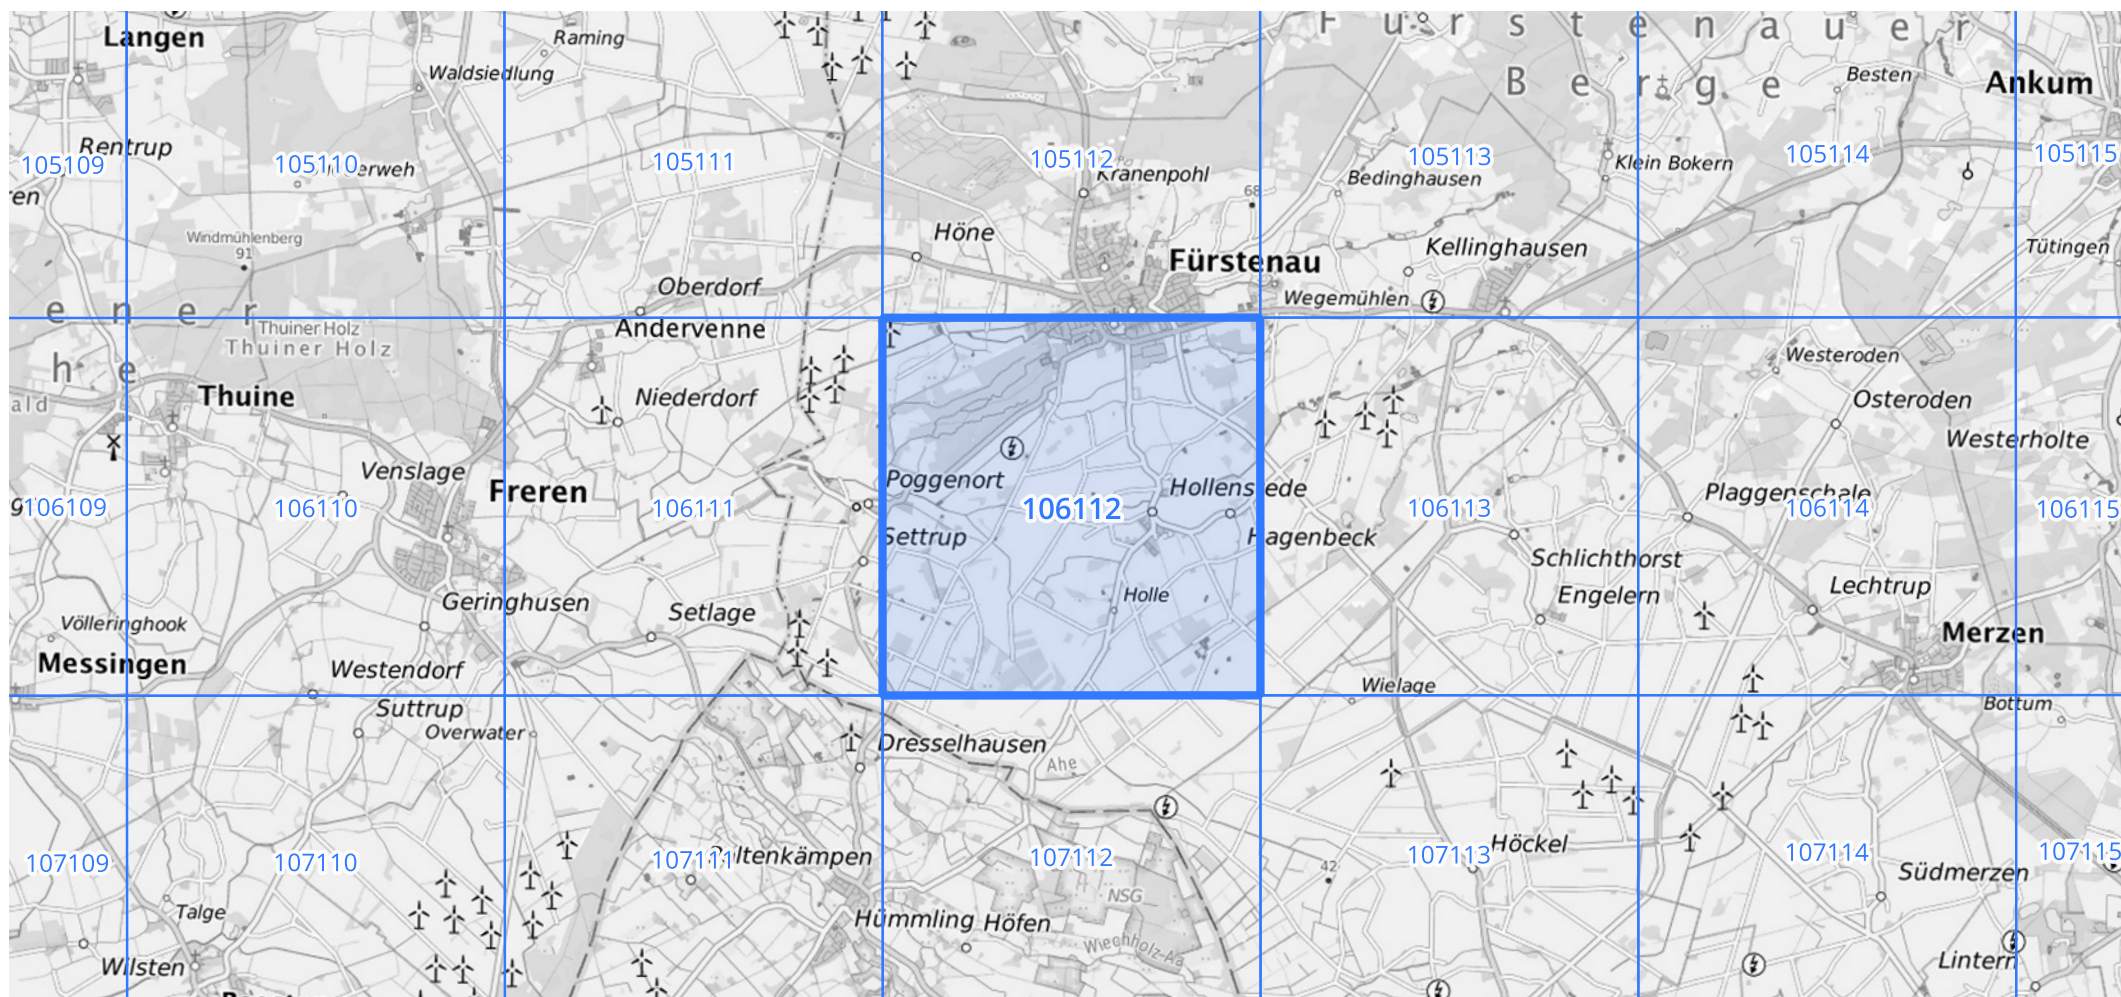 Fürstenauer
Berge
Langen
Raming
Waldsiedlung
Besten
Ankum
Rentrup
105109
105110
105111
105112
105113
105114
105115
Kranenpohl
Bedinghausen
Klein Bokern
68
Windmühlenberg
91
Höne
Fürstenau
Kellinghausen
Tütingen
Oberdorf
Wegemühlen
ener
Thuiner Holz
Thuiner Holz
Andervenne
he
ald
Thuine
Niederdorf
Westeroden
Osteroden
Westerholte
Venslage
Freren
Poggenort
Hollenstede
Plaggenschale
106109
106110
106111
106112
106113
106114
106115
Settrup
Hagenbeck
Schlichthorst
Engelern
Lechtrup
Holle
Geringhusen
Setlage
Völleringhook
Messingen
Westendorf
Merzen
Wielage
Suttrup
Overwater
Bottum
Dresselhausen
Ahe
107109
107110
107111
107112
107113
107114
107115
Höckel
42
Südmerzen
NSG
Talge
Hümmling
Höfen
Wiechholz-Aa
Wilsten
Lintern